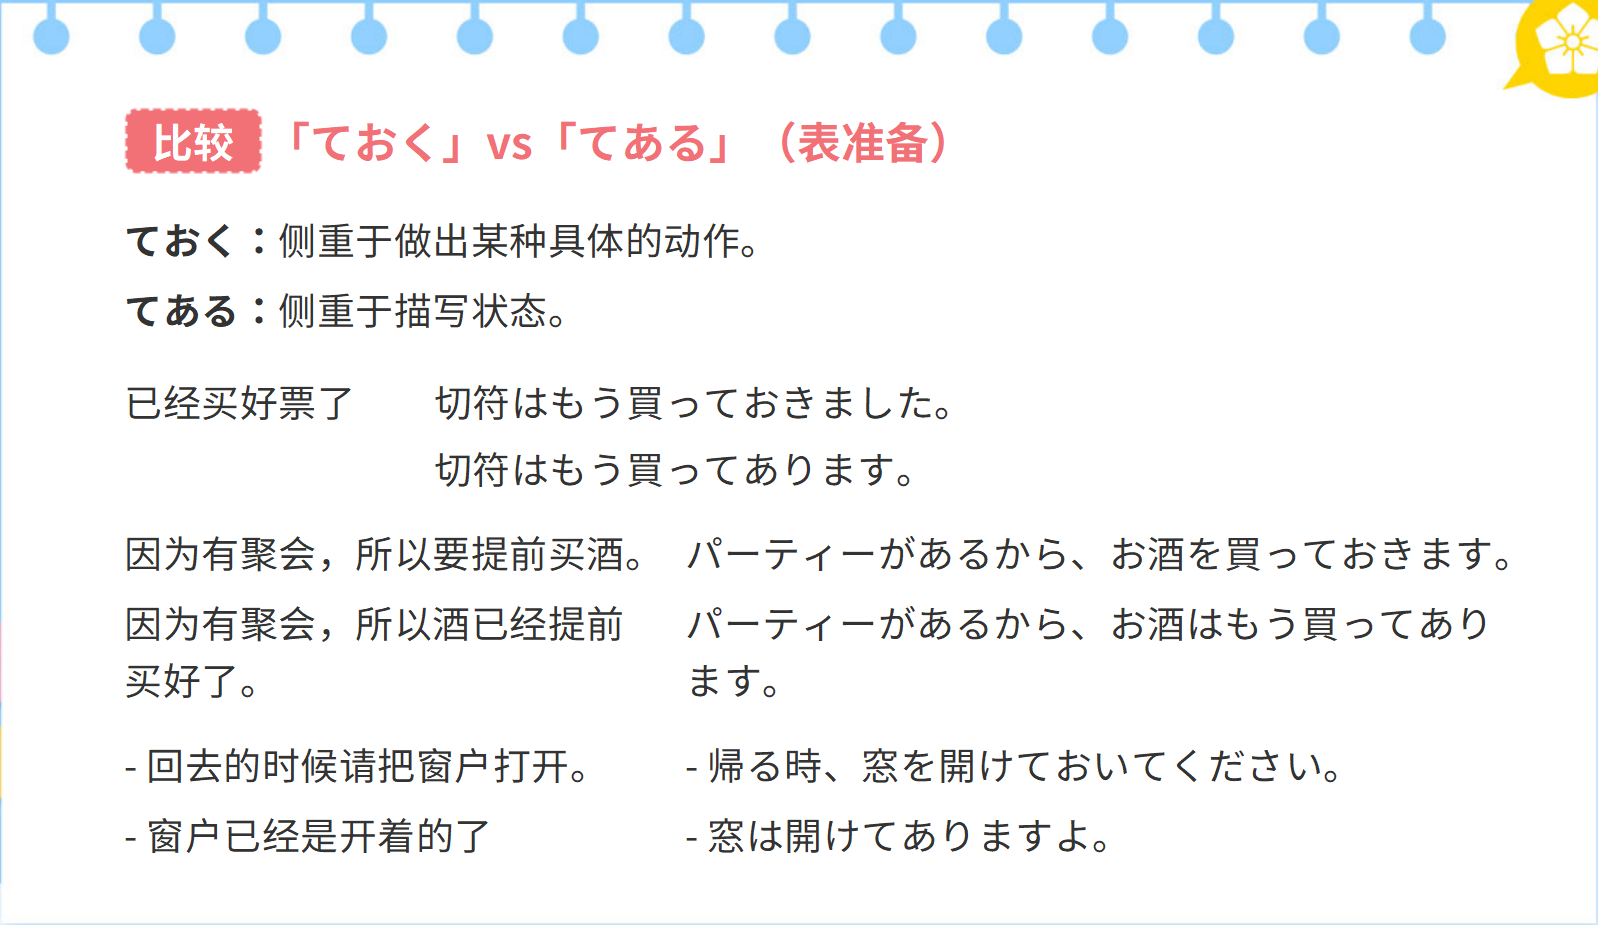 比较 「ておく」vs「てある」（表准备）
ておく：侧重于做出某种具体的动作。
てある：侧重于描写状态。
已经买好票了 切符はもう買っておきました。
切符はもう買ってあります。
因为有聚会，所以要提前买酒。 パーティーがあるから、お酒を買っておきます。
因为有聚会，所以酒已经提前 パーティーがあるから、お酒はもう買ってあり
买好了。 ます。
- 回去的时候请把窗户打开。 - 帰る時、窓を開けておいてください。
- 窗户已经是开着的了 - 窓は開けてありますよ。